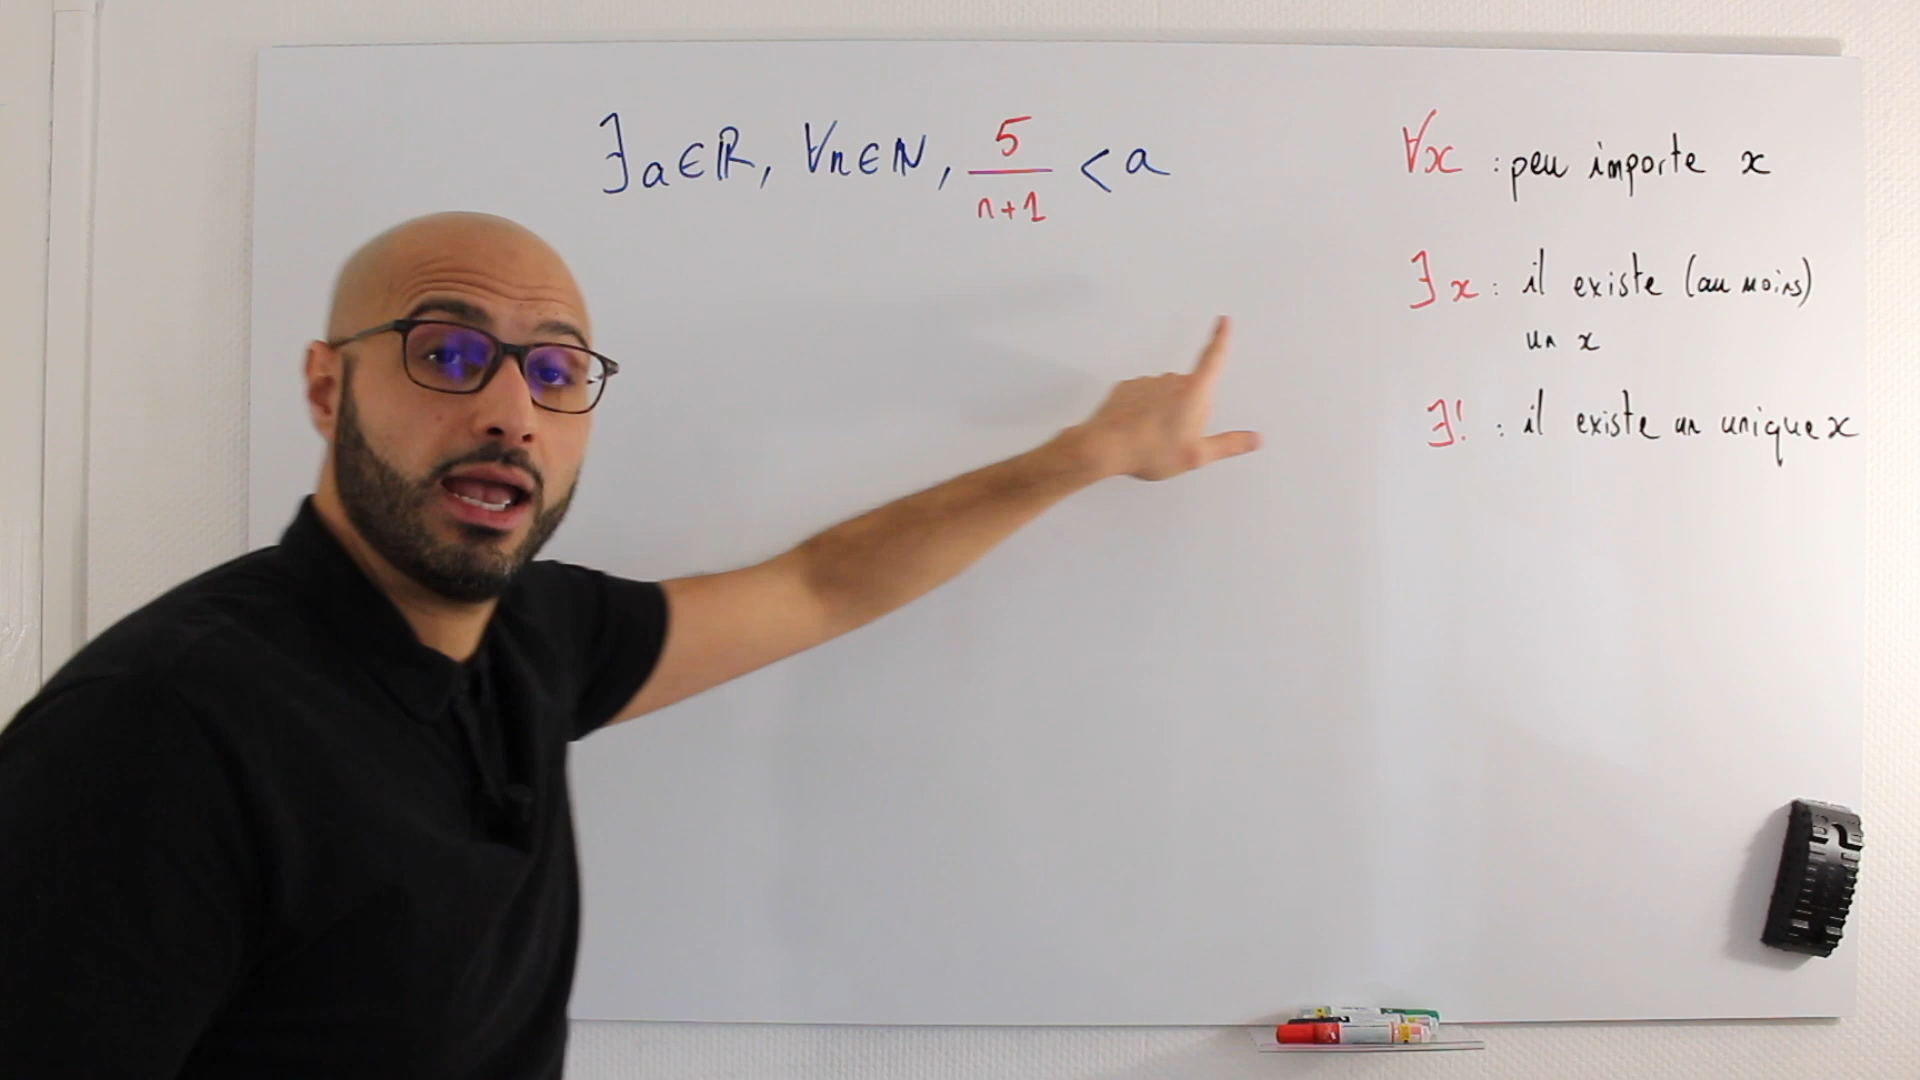 ∃a∈ℝ, ∀n∈ℕ, 5/(n+1) < a
∀x : peu importe x
∃x : il existe (au moins)
un x
∃! : il existe un unique x